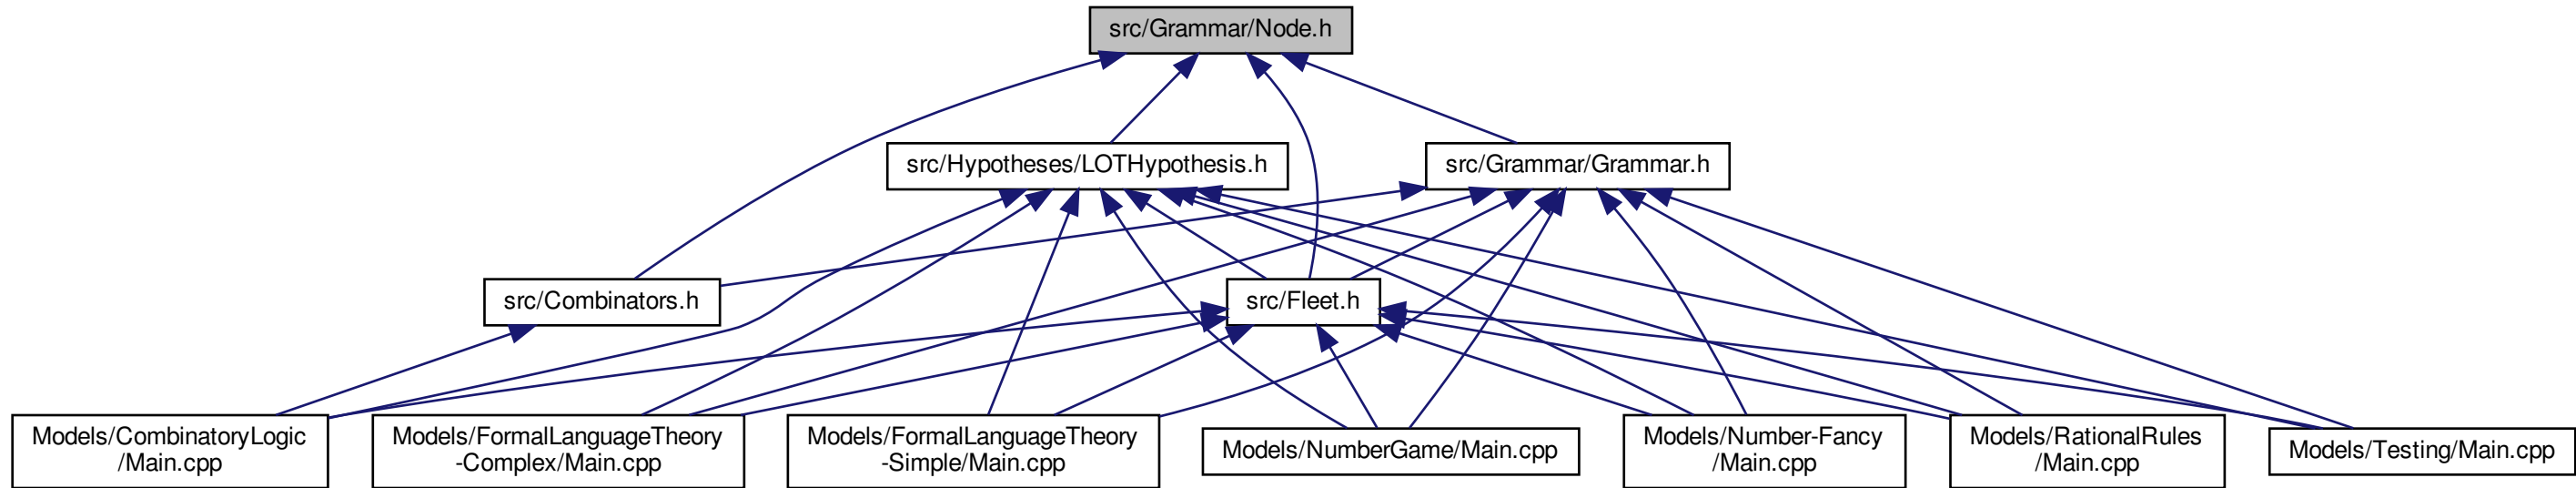 src/Grammar/Node.h
src/Hypotheses/LOTHypothesis.h
src/Grammar/Grammar.h
src/Combinators.h
src/Fleet.h
Models/CombinatoryLogic
/Main.cpp
Models/FormalLanguageTheory
-Complex/Main.cpp
Models/FormalLanguageTheory
-Simple/Main.cpp
Models/NumberGame/Main.cpp
Models/Number-Fancy
/Main.cpp
Models/RationalRules
/Main.cpp
Models/Testing/Main.cpp